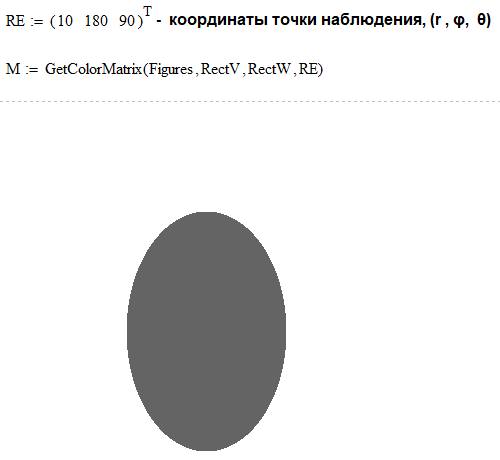 RE := (10 180 90)^T - координаты точки наблюдения, (r , φ, θ)
M := GetColorMatrix(Figures , RectV , RectW , RE)